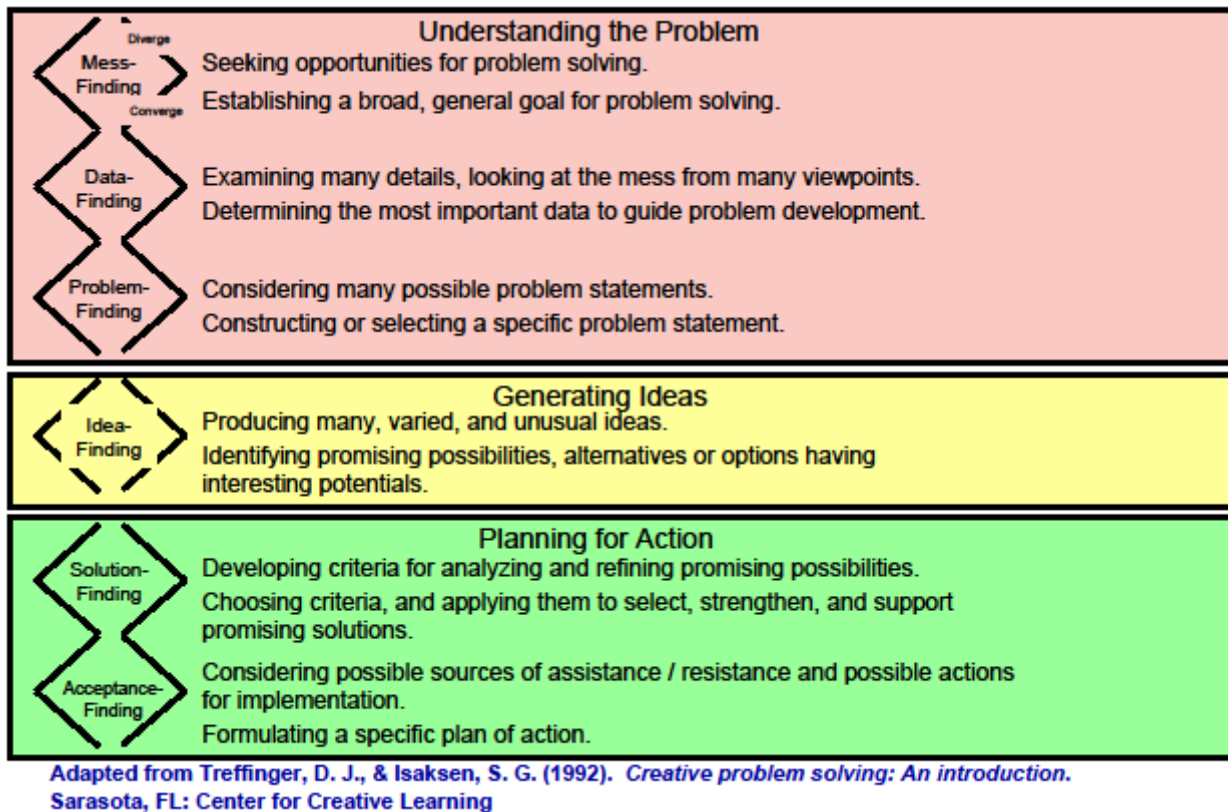 Understanding the Problem
Diverge
Mess-
Finding
Converge
Seeking opportunities for problem solving.
Establishing a broad, general goal for problem solving.
Data-
Finding
Examining many details, looking at the mess from many viewpoints.
Determining the most important data to guide problem development.
Problem-
Finding
Considering many possible problem statements.
Constructing or selecting a specific problem statement.
Generating Ideas
Idea-
Finding
Producing many, varied, and unusual ideas.
Identifying promising possibilities, alternatives or options having
interesting potentials.
Planning for Action
Solution-
Finding
Developing criteria for analyzing and refining promising possibilities.
Choosing criteria, and applying them to select, strengthen, and support
promising solutions.
Acceptance-
Finding
Considering possible sources of assistance / resistance and possible actions
for implementation.
Formulating a specific plan of action.
Adapted from Treffinger, D. J., & Isaksen, S. G. (1992). Creative problem solving: An introduction.
Sarasota, FL: Center for Creative Learning